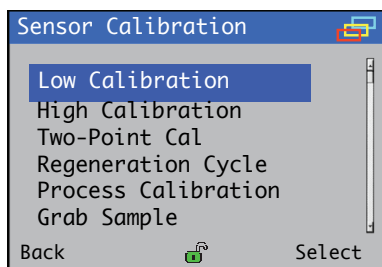 Sensor Calibration
Low Calibration
High Calibration
Two-Point Cal
Regeneration Cycle
Process Calibration
Grab Sample
Back Select